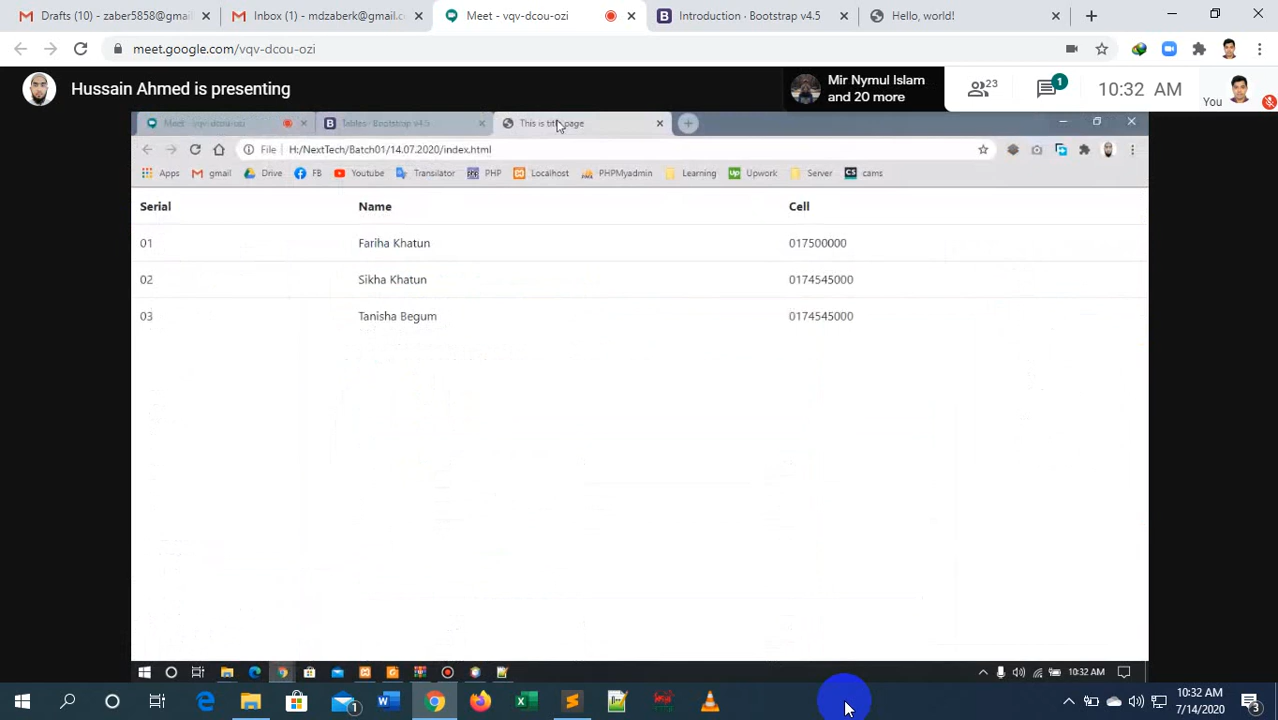 Drafts (10) - zaber5858@gmail
Inbox (1) - mdzaberk@gmail.c
Meet - vqv-dcou-ozi
Introduction · Bootstrap v4.5
Hello, world!
meet.google.com/vqv-dcou-ozi
Hussain Ahmed is presenting
Mir Nymul Islam
and 20 more
23
1
10:32 AM
You
Tables · Bootstrap v4.5
File H:/NextTech/Batch01/14.07.2020/index.html
Apps gmail Drive FB Youtube Translator PHP Localhost PHPMyadmin Learning Upwork Server cams
Serial Name Cell
01 Fariha Khatun 017500000
02 Sikha Khatun 0174545000
03 Tanisha Begum 0174545000
10:32 AM
10:32 AM
7/14/2020